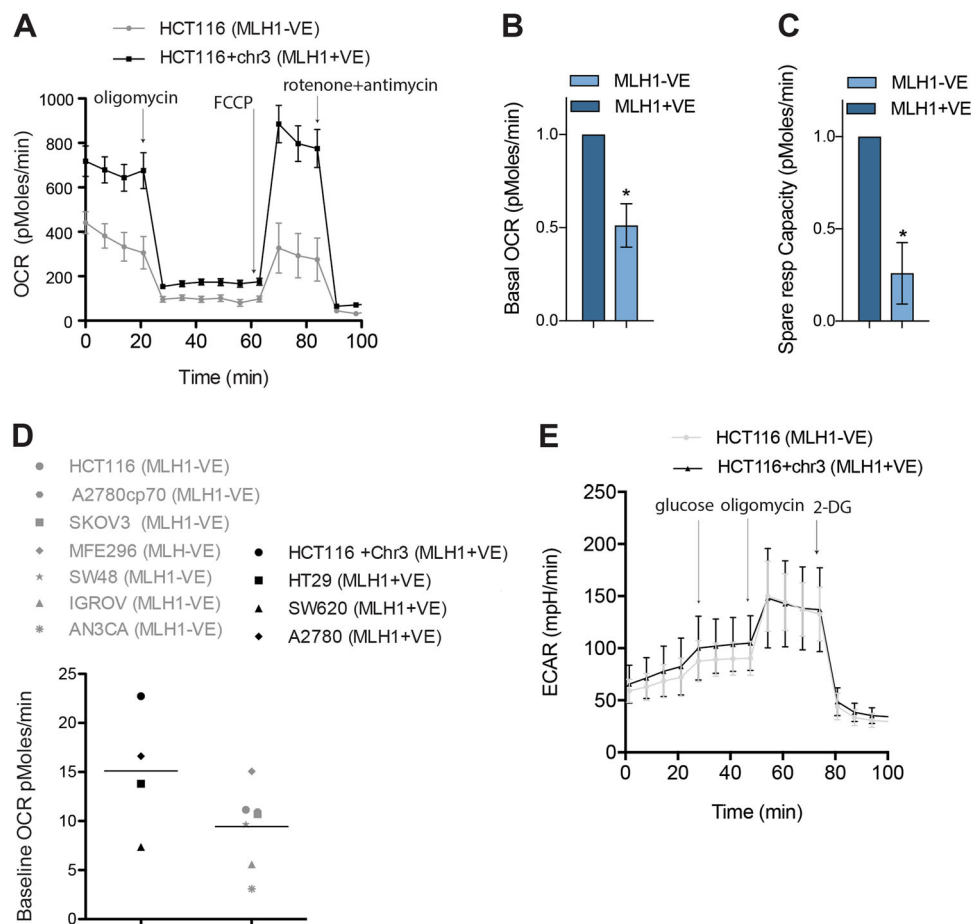 A
HCT116 (MLH1-VE)
HCT116+chr3 (MLH1+VE)
oligomycin
FCCP
rotenone+antimycin
OCR (pMoles/min)
1000
800
600
400
200
0
0 20 40 60 80 100
Time (min)
B
MLH1-VE
MLH1+VE
Basal OCR (pMoles/min)
1.0
0.5
0.0
*
C
MLH1-VE
MLH1+VE
Spare resp Capacity (pMoles/min)
1.0
0.5
0.0
*
D
HCT116 (MLH1-VE)
A2780cp70 (MLH1-VE)
SKOV3 (MLH1-VE)
MFE296 (MLH-VE)
SW48 (MLH1-VE)
IGROV (MLH1-VE)
AN3CA (MLH1-VE)
HCT116 +Chr3 (MLH1+VE)
HT29 (MLH1+VE)
SW620 (MLH1+VE)
A2780 (MLH1+VE)
Baseline OCR pMoles/min
25
20
15
10
5
0
E
HCT116 (MLH1-VE)
HCT116+chr3 (MLH1+VE)
glucose oligomycin 2-DG
ECAR (mpH/min)
250
200
150
100
50
0
0 20 40 60 80 100
Time (min)